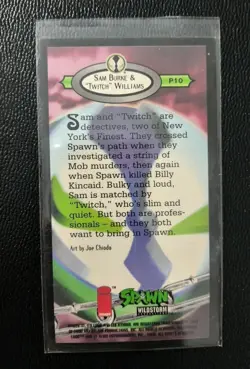 SAM BURKE &
"TWITCH" WILLIAMS
P10
Sam and "Twitch" are
detectives, two of New
York's Finest. They crossed
Spawn's path when they
investigated a string of
Mob murders, then again
when Spawn killed Billy
Kincaid. Bulky and loud,
Sam is matched by
"Twitch," who's slim and
quiet. But both are profes-
sionals – and they both
want to bring in Spawn.
Art by Joe Chiodo
SPAWN
WILDSTORM